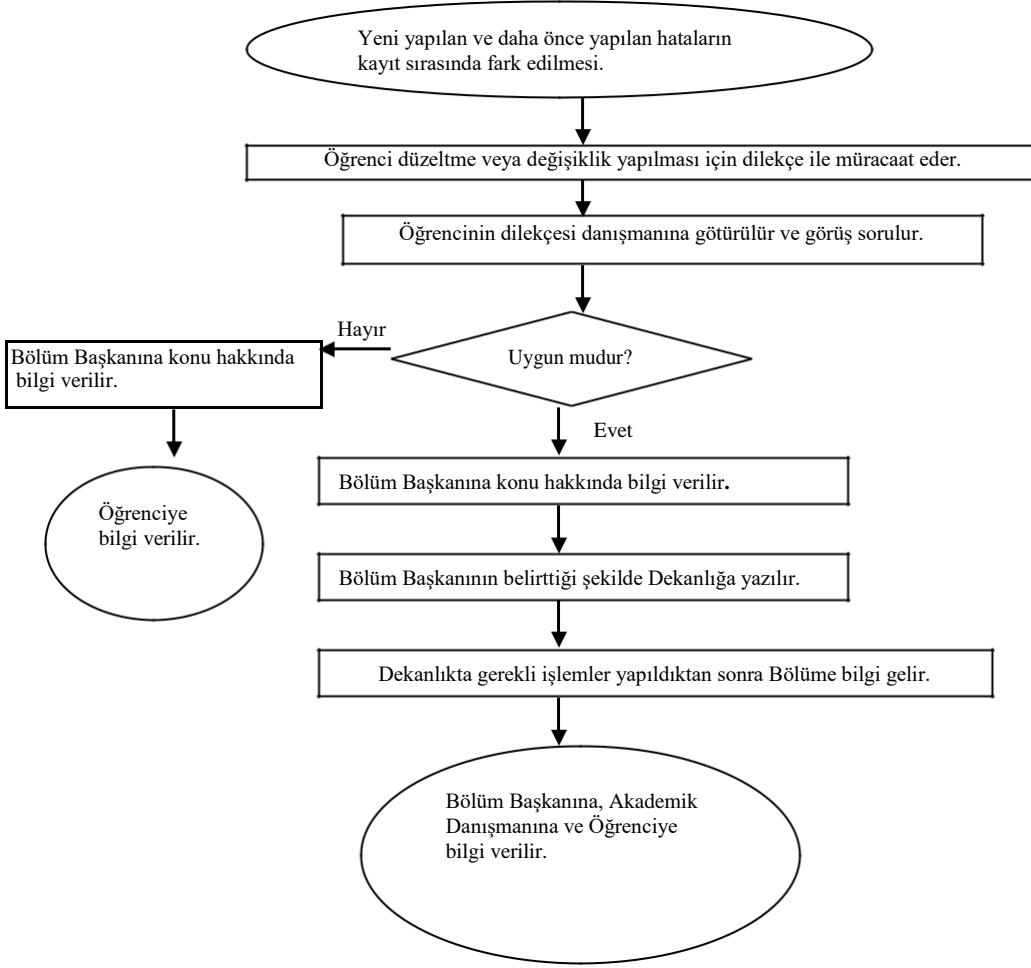 Yeni yapılan ve daha önce yapılan hataların
kayıt sırasında fark edilmesi.
Öğrenci düzeltme veya değişiklik yapılması için dilekçe ile müracaat eder.
Öğrencinin dilekçesi danışmanına götürülür ve görüş sorulur.
Uygun mudur?
Hayır
Bölüm Başkanına konu hakkında
bilgi verilir.
Öğrenciye
bilgi verilir.
Evet
Bölüm Başkanına konu hakkında bilgi verilir.
Bölüm Başkanının belirttiği şekilde Dekanlığa yazılır.
Dekanlıkta gerekli işlemler yapıldıktan sonra Bölüme bilgi gelir.
Bölüm Başkanına, Akademik
Danışmanına ve Öğrenciye
bilgi verilir.